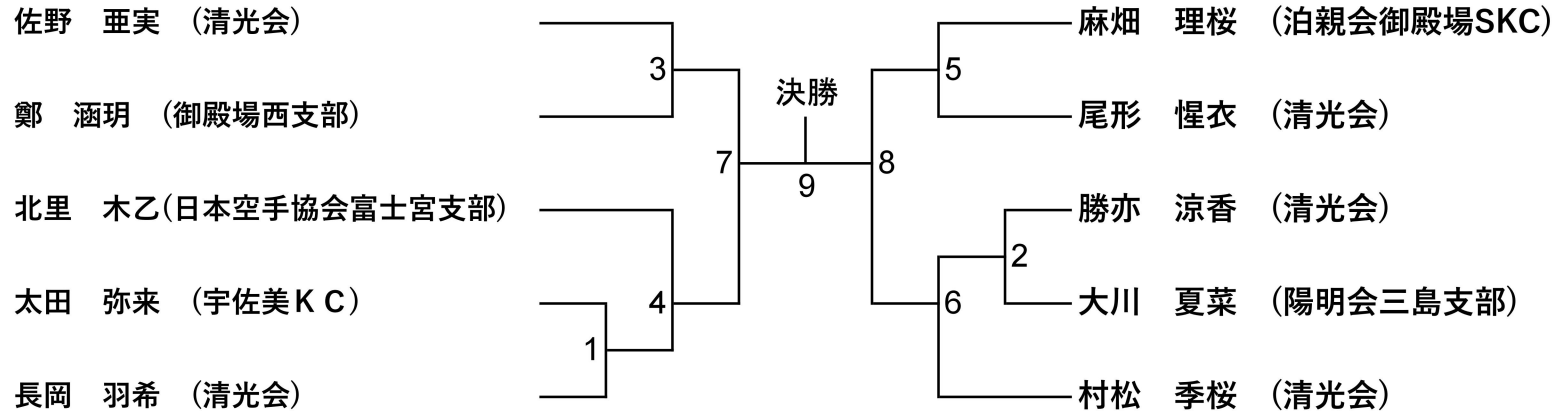 佐野　亜実　（清光会）
鄭　涵玥　（御殿場西支部）
北里　木乙(日本空手協会富士宮支部）
太田　弥来　（宇佐美ＫＣ）
長岡　羽希　（清光会）
3
7
4
1
決勝
9
5
8
2
6
麻畑　理桜　（泊親会御殿場SKC）
尾形　惺衣　（清光会）
勝亦　涼香　（清光会）
大川　夏菜　（陽明会三島支部）
村松　季桜　（清光会）